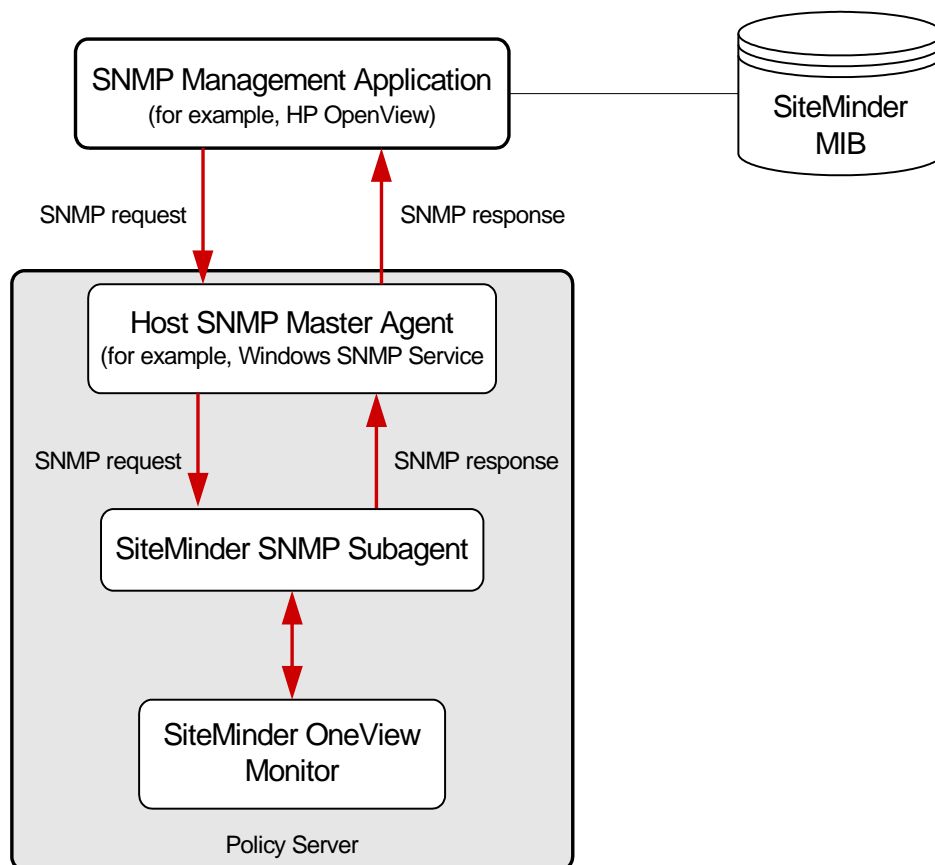 SNMP Management Application
(for example, HP OpenView)
SiteMinder
MIB
SNMP request
SNMP response
Host SNMP Master Agent
(for example, Windows SNMP Service
SNMP request
SNMP response
SiteMinder SNMP Subagent
SiteMinder OneView
Monitor
Policy Server